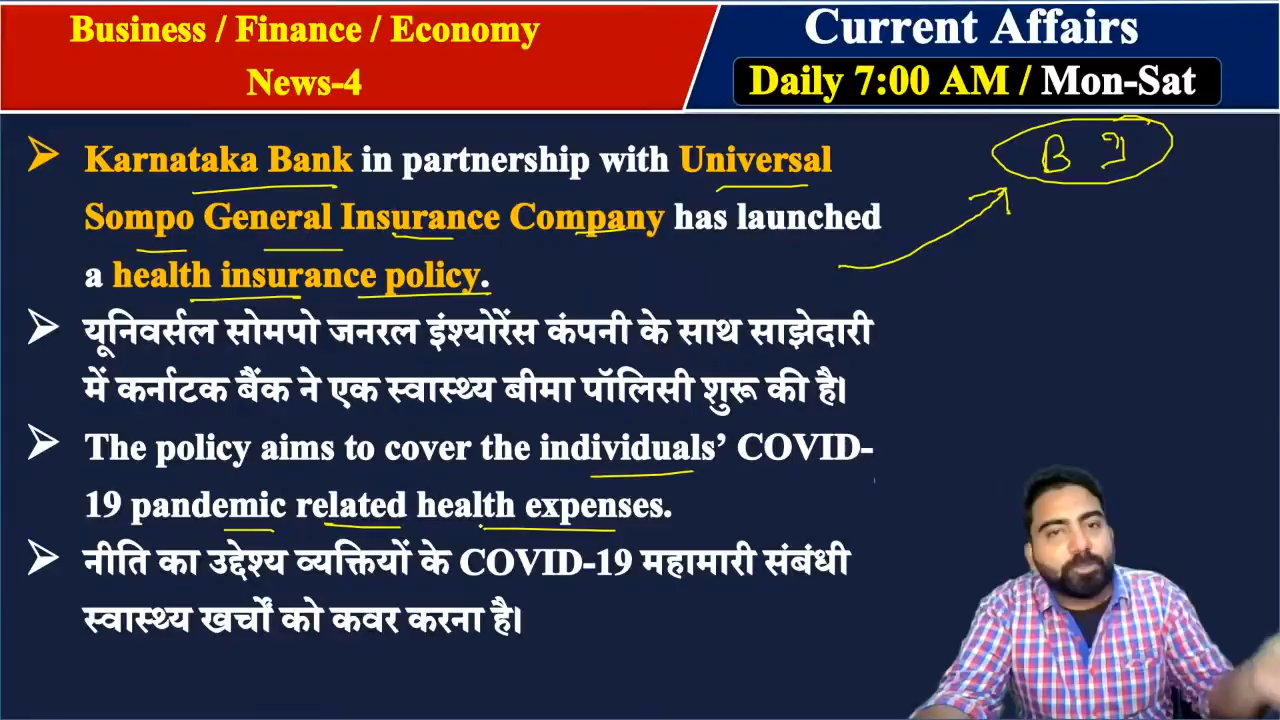 Business / Finance / Economy
News-4
Current Affairs
Daily 7:00 AM / Mon-Sat
Karnataka Bank in partnership with Universal
Sompo General Insurance Company has launched
a health insurance policy.
यूनिवर्सल सोमपो जनरल इंश्योरेंस कंपनी के साथ साझेदारी
में कर्नाटक बैंक ने एक स्वास्थ्य बीमा पॉलिसी शुरू की है।
The policy aims to cover the individuals’ COVID-
19 pandemic related health expenses.
नीति का उद्देश्य व्यक्तियों के COVID-19 महामारी संबंधी
स्वास्थ्य खर्चों को कवर करना है।